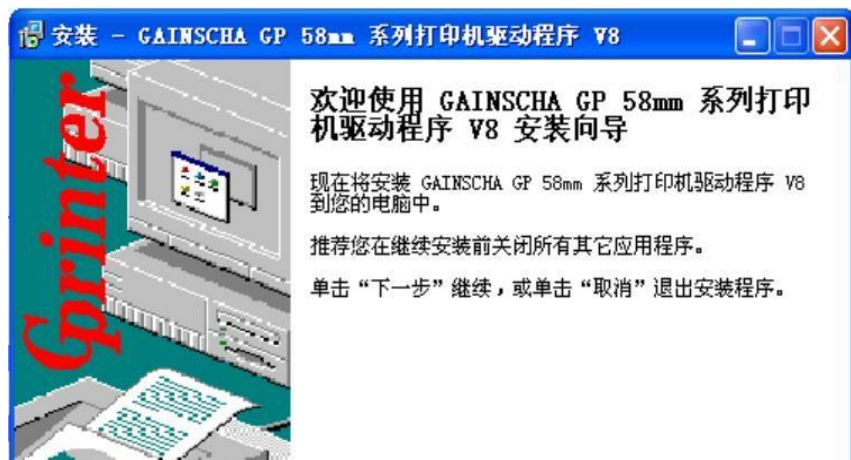 安装 - GAINSCHA GP 58mm 系列打印机驱动程序 V8
Gprinter
欢迎使用 GAINSCHA GP 58mm 系列打印
机驱动程序 V8 安装向导
现在将安装 GAINSCHA GP 58mm 系列打印机驱动程序 V8
到您的电脑中。
推荐您在继续安装前关闭所有其它应用程序。
单击“下一步”继续，或单击“取消”退出安装程序。